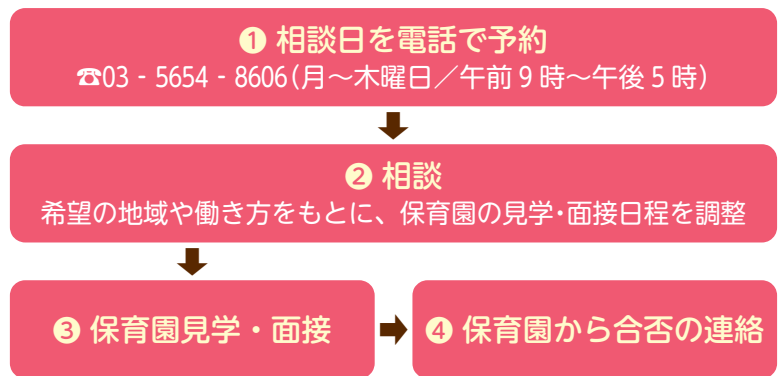 ❶ 相談日を電話で予約
☎03‐5654‐8606(月～木曜日／午前9時～午後5時)
❷ 相談
希望の地域や働き方をもとに、保育園の見学・面接日程を調整
❸ 保育園見学・面接
❹ 保育園から合否の連絡